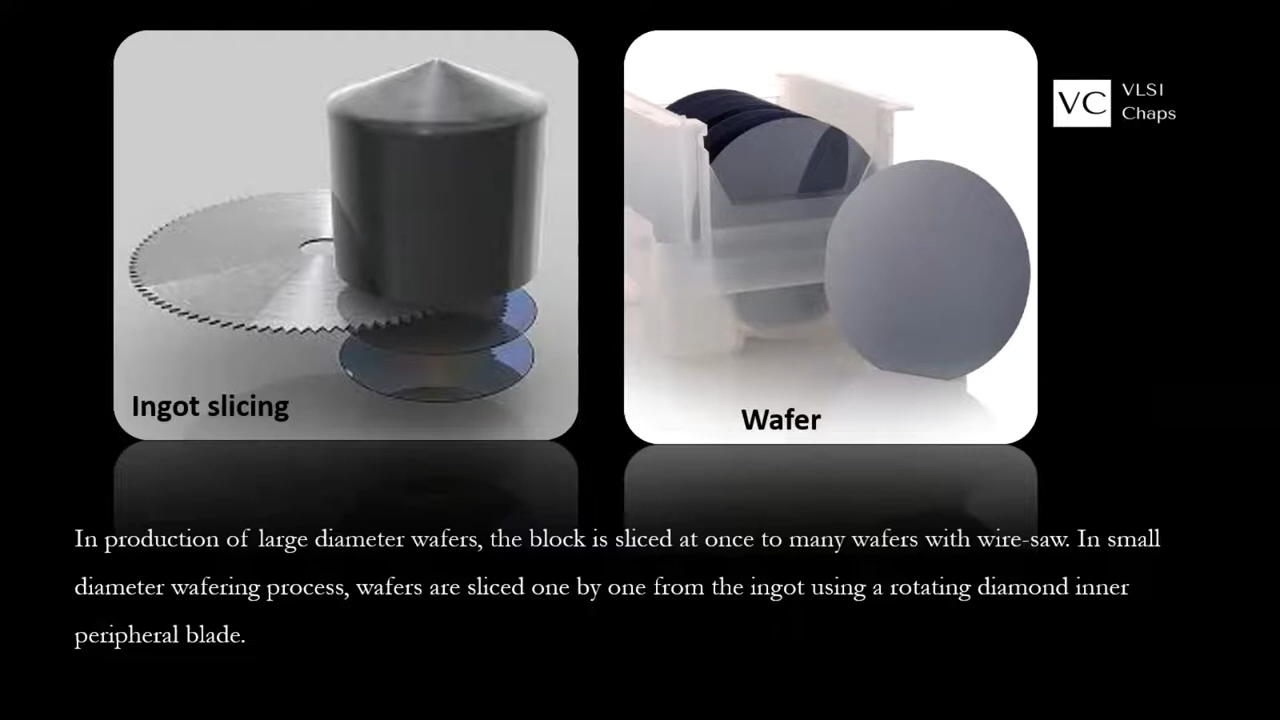 VC
VLSI
Chaps
Ingot slicing
Wafer
In production of large diameter wafers, the block is sliced at once to many wafers with wire-saw. In small
diameter wafering process, wafers are sliced one by one from the ingot using a rotating diamond inner
peripheral blade.